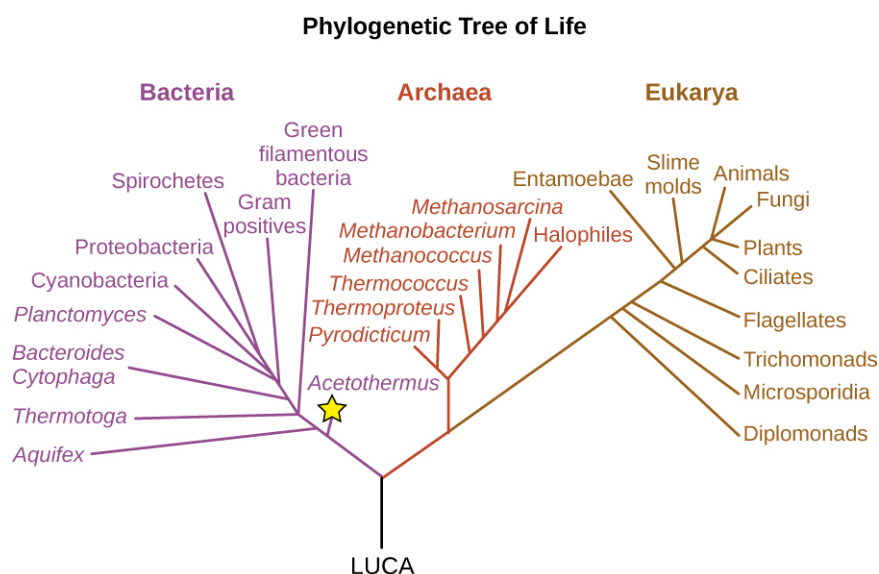 Phylogenetic Tree of Life
Bacteria
Archaea
Eukarya
Green
filamentous
bacteria
Spirochetes
Gram
positives
Proteobacteria
Cyanobacteria
Planctomyces
Bacteroides
Cytophaga
Thermotoga
Aquifex
Acetothermus
Methanosarcina
Methanobacterium
Halophiles
Methanococcus
Thermococcus
Thermoproteus
Pyrodicticum
Entamoebae
Slime
molds
Animals
Fungi
Plants
Ciliates
Flagellates
Trichomonads
Microsporidia
Diplomonads
LUCA